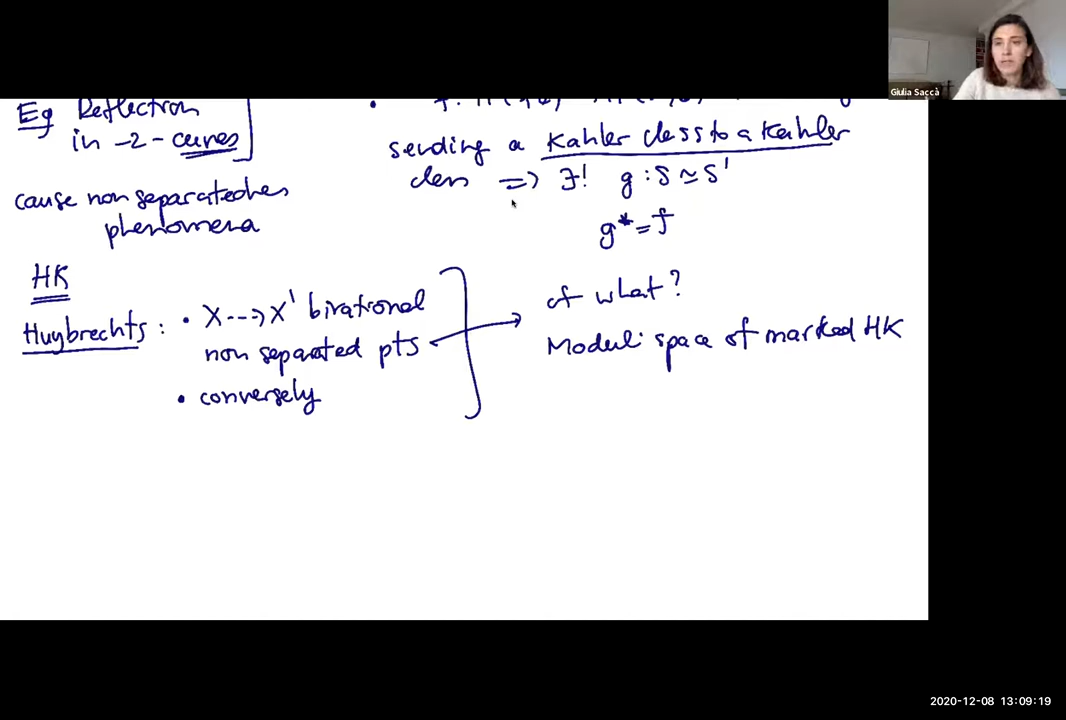 Giulia Saccà
Eg Reflection
in -2-curves
cause non separatedness
phenomena
sending a Kahler class to a Kahler
class => ∃! g : S ≃ S'
g* = f
HK
Huybrechts : • X --> X' birational
non separated pts
• conversely
of what?
Moduli space of marked HK
2020-12-08 13:09:19